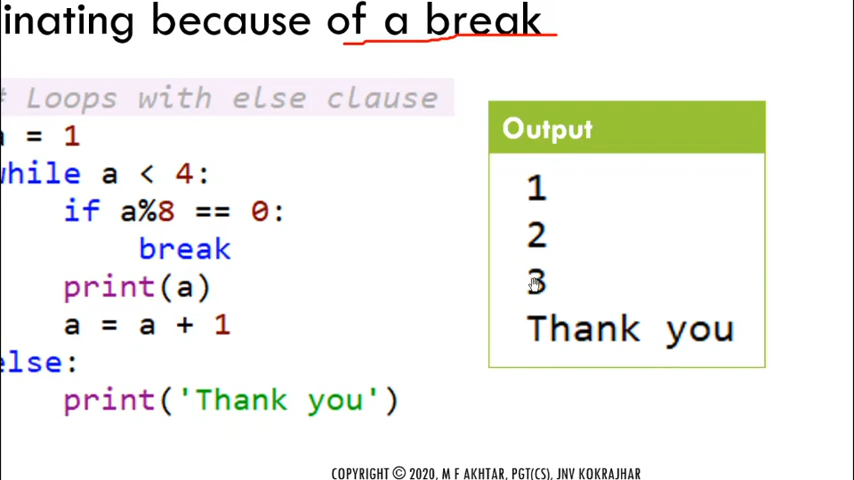 inating because of a break
# Loops with else clause
a = 1
while a < 4:
if a%8 == 0:
break
print(a)
a = a + 1
else:
print('Thank you')
Output
1
2
3
Thank you
COPYRIGHT © 2020, M F AKHTAR, PGT(CS), JNV KOKRAJHAR